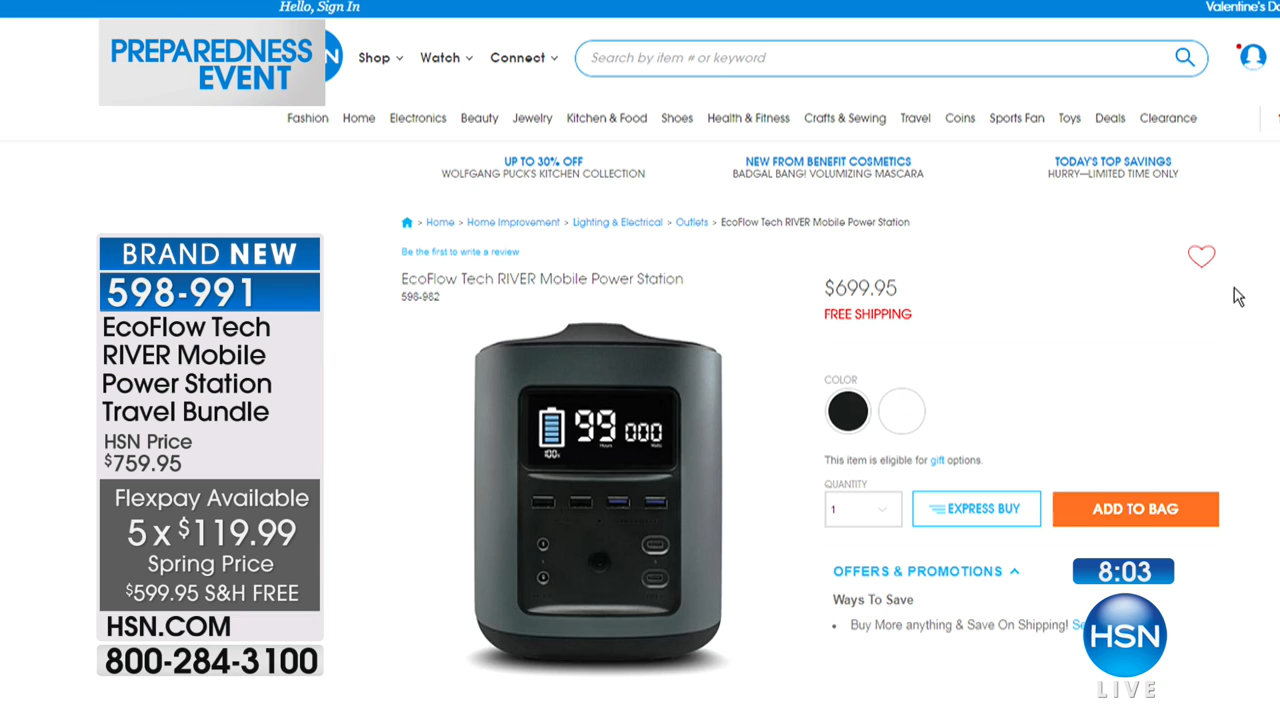 Hello, Sign In
Valentine's Da
PREPAREDNESS
EVENT
N
Shop
Watch
Connect
Search by item # or keyword
Fashion
Home
Electronics
Beauty
Jewelry
Kitchen & Food
Shoes
Health & Fitness
Crafts & Sewing
Travel
Coins
Sports Fan
Toys
Deals
Clearance
UP TO 30% OFF
WOLFGANG PUCK'S KITCHEN COLLECTION
NEW FROM BENEFIT COSMETICS
BADGAL BANG! VOLUMIZING MASCARA
TODAY'S TOP SAVINGS
HURRY—LIMITED TIME ONLY
> Home > Home Improvement > Lighting & Electrical > Outlets > EcoFlow Tech RIVER Mobile Power Station
Be the first to write a review
EcoFlow Tech RIVER Mobile Power Station
598-982
BRAND NEW
598-991
EcoFlow Tech
RIVER Mobile
Power Station
Travel Bundle
HSN Price
$759.95
Flexpay Available
5 x $119.99
Spring Price
$599.95 S&H FREE
HSN.COM
800-284-3100
99
Hours
000
Watts
100%
$699.95
FREE SHIPPING
COLOR
This item is eligible for gift options.
QUANTITY
1
EXPRESS BUY
ADD TO BAG
OFFERS & PROMOTIONS
Ways To Save
• Buy More anything & Save On Shipping! Se
8:03
HSN
LIVE